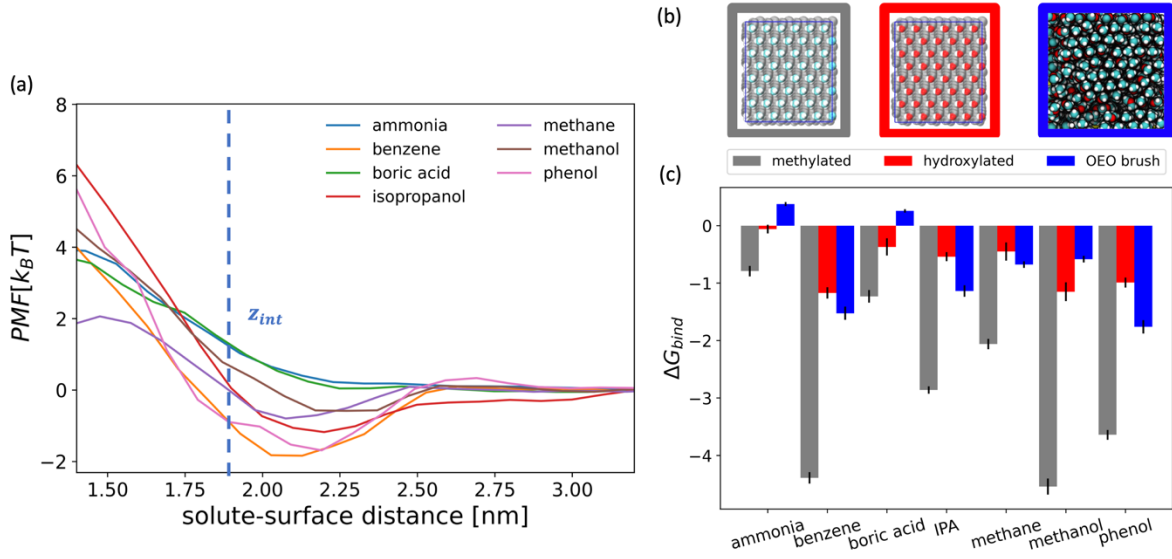 (a)
8
6
4
2
0
−2
PMF[k_BT]
ammonia
benzene
boric acid
isopropanol
methane
methanol
phenol
z_int
1.50 1.75 2.00 2.25 2.50 2.75 3.00
solute-surface distance [nm]
(b)
methylated hydroxylated OEO brush
(c)
0
−1
−2
−3
−4
ΔG_bind
ammonia benzene boric acid IPA methane methanol phenol